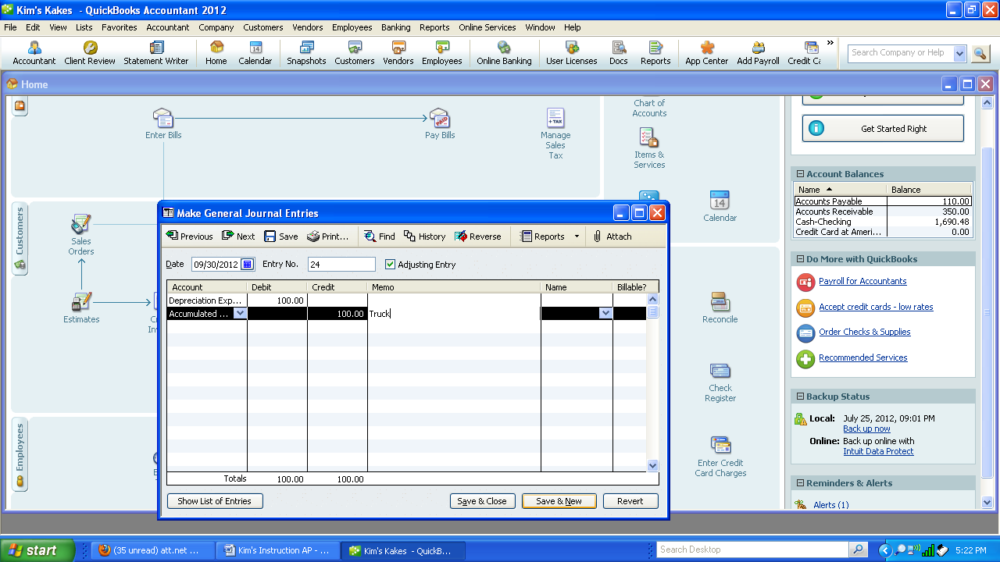 Kim's Kakes - QuickBooks Accountant 2012
File Edit View Lists Favorites Accountant Company Customers Vendors Employees Banking Reports Online Services Window Help
Accountant Client Review Statement Writer Home Calendar Snapshots Customers Vendors Employees Online Banking User Licenses Docs Reports App Center Add Payroll Credit Ca
Search Company or Help
Home
Enter Bills
Pay Bills
Manage
Sales
Tax
Chart of
Accounts
Items &
Services
Calendar
Customers
Sales
Orders
Estimates
Employees
Reconcile
Check
Register
Enter Credit
Card Charges
Get Started Right
Account Balances
Name Balance
Accounts Payable 110.00
Accounts Receivable 350.00
Cash-Checking 1,690.48
Credit Card at Ameri... 0.00
Do More with QuickBooks
Payroll for Accountants
Accept credit cards - low rates
Order Checks & Supplies
Recommended Services
Backup Status
Local: July 25, 2012, 09:01 PM
Back up now
Online: Back up online with
Intuit Data Protect
Reminders & Alerts
Alerts (1)
Make General Journal Entries
Previous Next Save Print... Find History Reverse Reports Attach
Date 09/30/2012 Entry No. 24 Adjusting Entry
Account Debit Credit Memo Name Billable?
Depreciation Exp... 100.00
Accumulated ... 100.00 Truck
Totals 100.00 100.00
Show List of Entries Save & Close Save & New Revert
start (35 unread) att.net ... Kim's Instruction AP - ... Kim's Kakes - QuickB... Search Desktop 5:22 PM